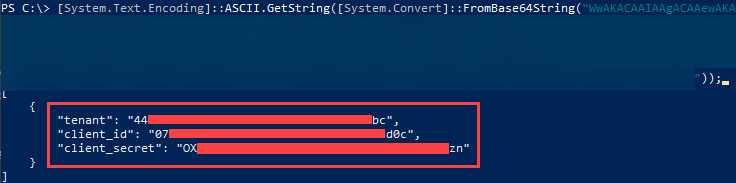 PS C:\> [System.Text.Encoding]::ASCII.GetString([System.Convert]::FromBase64String("WwAKACAAIAAgACAAewAKA
"));
[
{
"tenant": "44 bc",
"client_id": "07 d0c",
"client_secret": "OX zn"
}
]